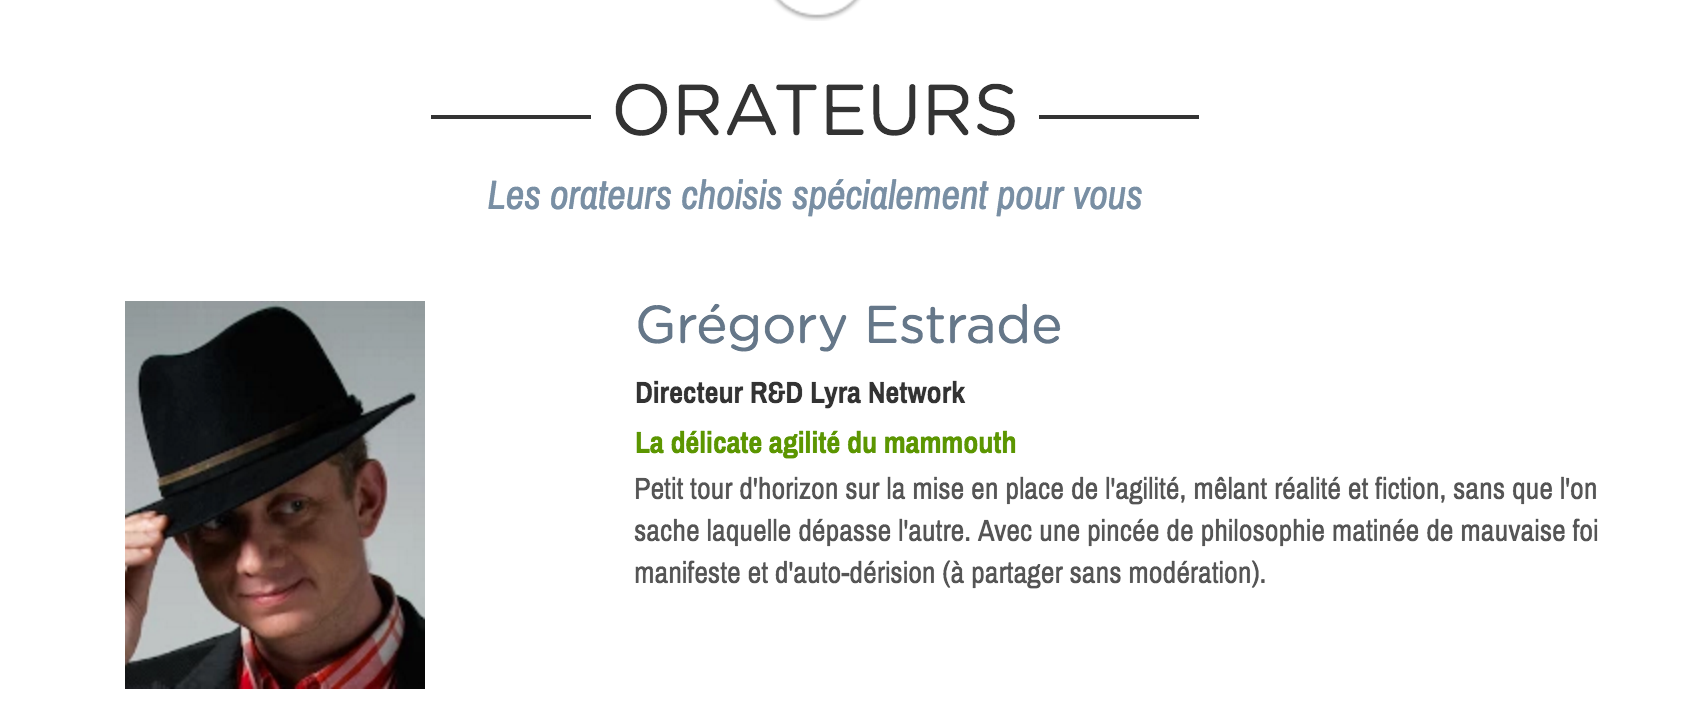 ORATEURS
Les orateurs choisis spécialement pour vous
Grégory Estrade
Directeur R&D Lyra Network
La délicate agilité du mammouth
Petit tour d'horizon sur la mise en place de l'agilité, mêlant réalité et fiction, sans que l'on
sache laquelle dépasse l'autre. Avec une pincée de philosophie matinée de mauvaise foi
manifeste et d'auto-dérision (à partager sans modération).